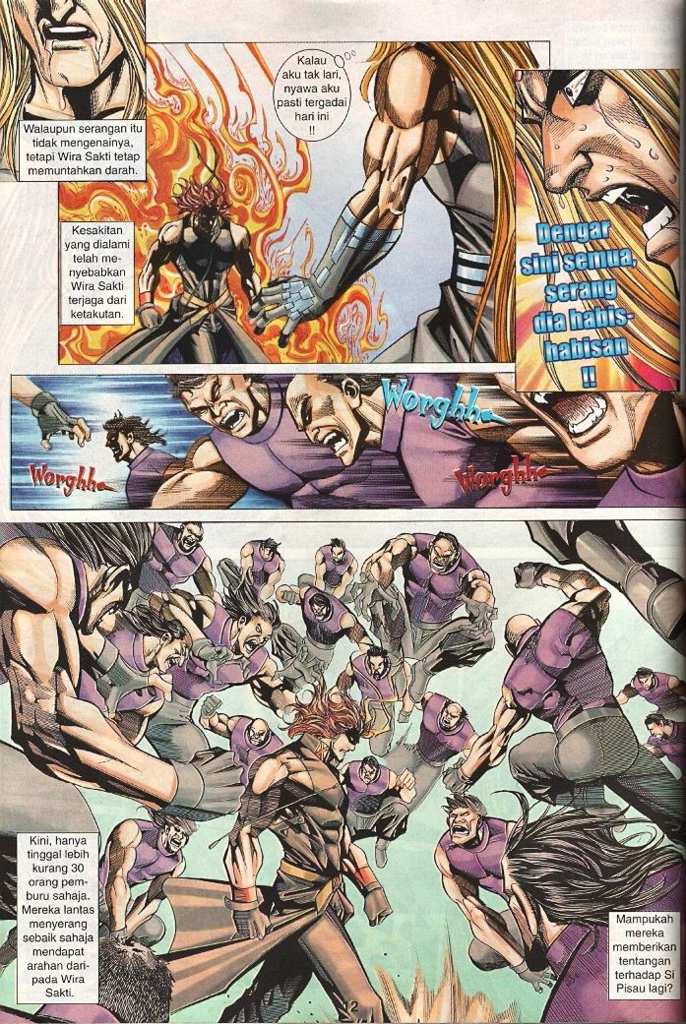 Walaupun serangan itu
tidak mengenainya,
tetapi Wira Sakti tetap
memuntahkan darah.
Kalau
aku tak lari,
nyawa aku
pasti tergadai
hari ini
!!
Kesakitan
yang dialami
telah me-
nyebabkan
Wira Sakti
terjaga dari
ketakutan.
Dengar
sini semua,
serang
dia habis-
habisan
!!
Worghh
Worghh
Worghh
Kini, hanya
tinggal lebih
kurang 30
orang pem-
buru sahaja.
Mereka lantas
menyerang
sebaik sahaja
mendapat
arahan dari-
pada Wira
Sakti.
Mampukah
mereka
memberikan
tentangan
terhadap Si
Pisau lagi?
12